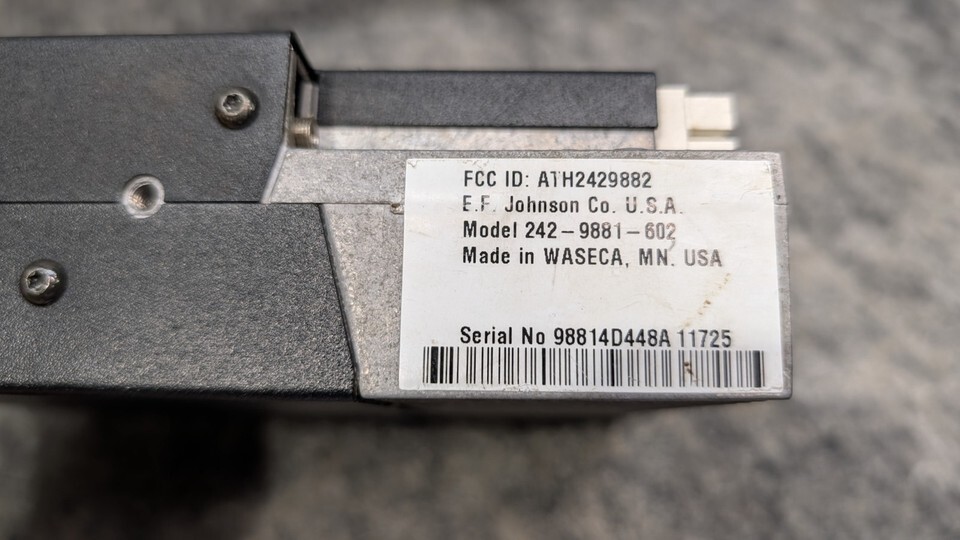 FCC ID: ATH2429882
E.F. Johnson Co. U.S.A.
Model 242-9881-602
Made in WASECA, MN. USA
Serial No 98814D448A 11725